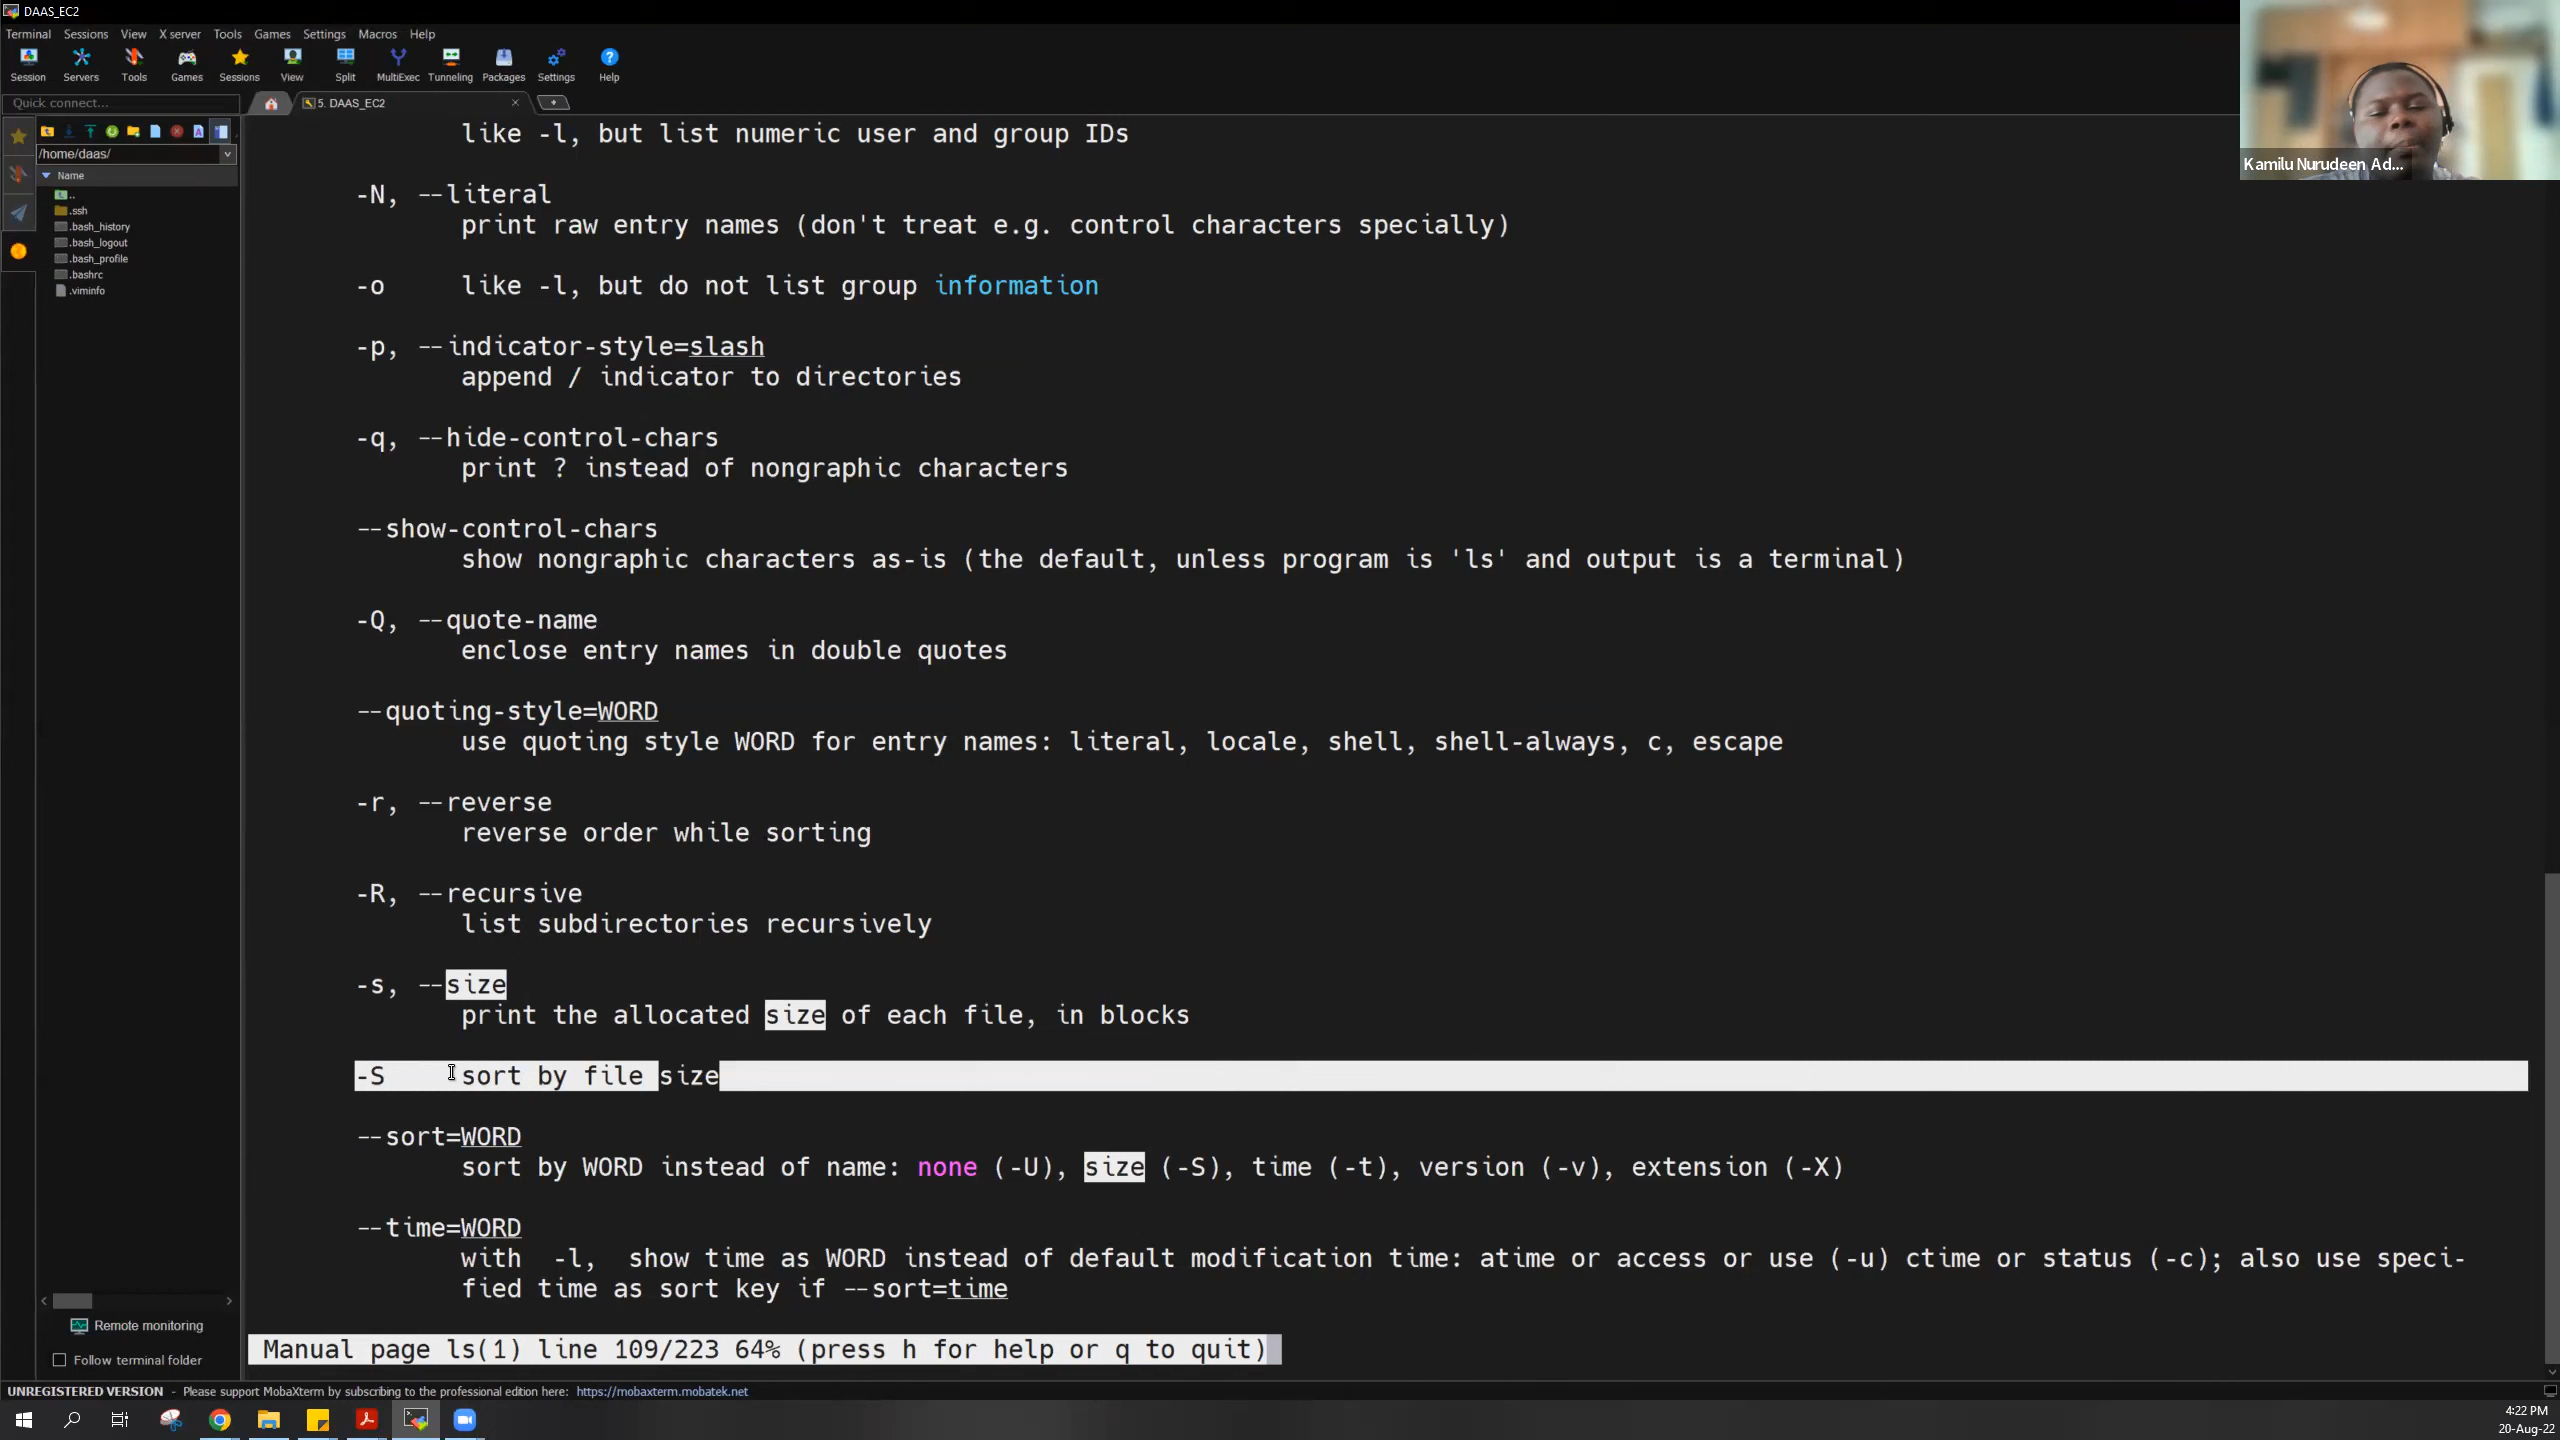 DAAS_EC2
Terminal Sessions View X server Tools Games Settings Macros Help
Session Servers Tools Games Sessions View Split MultiExec Tunneling Packages Settings Help
Quick connect...
5. DAAS_EC2
/home/daas/
Name
..
.ssh
.bash_history
.bash_logout
.bash_profile
.bashrc
.viminfo
Remote monitoring
Follow terminal folder
like -l, but list numeric user and group IDs
-N, --literal
print raw entry names (don't treat e.g. control characters specially)
-o like -l, but do not list group information
-p, --indicator-style=slash
append / indicator to directories
-q, --hide-control-chars
print ? instead of nongraphic characters
--show-control-chars
show nongraphic characters as-is (the default, unless program is 'ls' and output is a terminal)
-Q, --quote-name
enclose entry names in double quotes
--quoting-style=WORD
use quoting style WORD for entry names: literal, locale, shell, shell-always, c, escape
-r, --reverse
reverse order while sorting
-R, --recursive
list subdirectories recursively
-s, --size
print the allocated size of each file, in blocks
-S sort by file size
--sort=WORD
sort by WORD instead of name: none (-U), size (-S), time (-t), version (-v), extension (-X)
--time=WORD
with -l, show time as WORD instead of default modification time: atime or access or use (-u) ctime or status (-c); also use speci-
fied time as sort key if --sort=time
Manual page ls(1) line 109/223 64% (press h for help or q to quit)
Kamilu Nurudeen Ad...
UNREGISTERED VERSION - Please support MobaXterm by subscribing to the professional edition here: https://mobaxterm.mobatek.net
4:22 PM
20-Aug-22